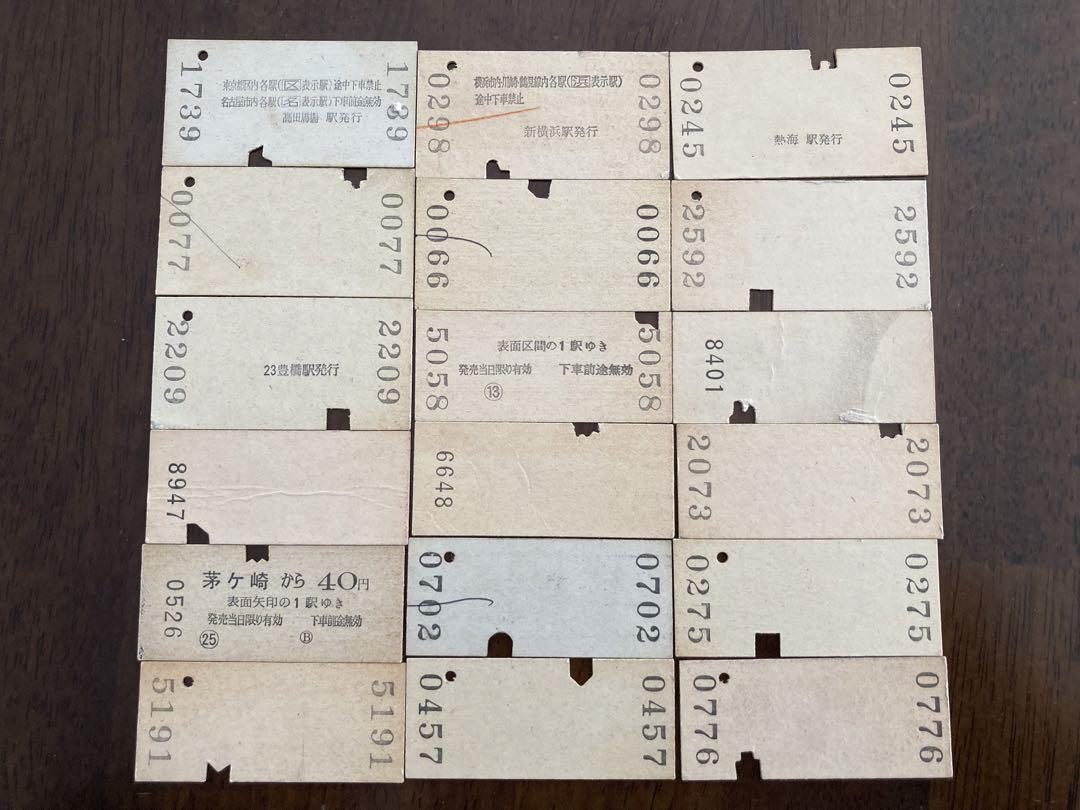 1739
東京都区内各駅(区表示駅)途中下車禁止
名古屋市内各駅(名表示駅)下車前途無効
高田馬場 駅発行
1739
0298
横浜市内・川崎・鶴見線内各駅(浜表示駅)
途中下車禁止
新横浜駅発行
0298
0245
熱海 駅発行
0245
0077
0077
0066
0066
2592
2592
2209
23豊橋駅発行
2209
5058
表面区間の1駅ゆき
発売当日限り有効 下車前途無効
⑬
5058
8401
8947
6648
2073
2073
0526
茅ケ崎 から 40円
表面矢印の1駅ゆき
発売当日限り有効 下車前途無効
㉕ Ⓑ
0702
0702
0275
0275
5191
5191
0457
0457
0776
0776